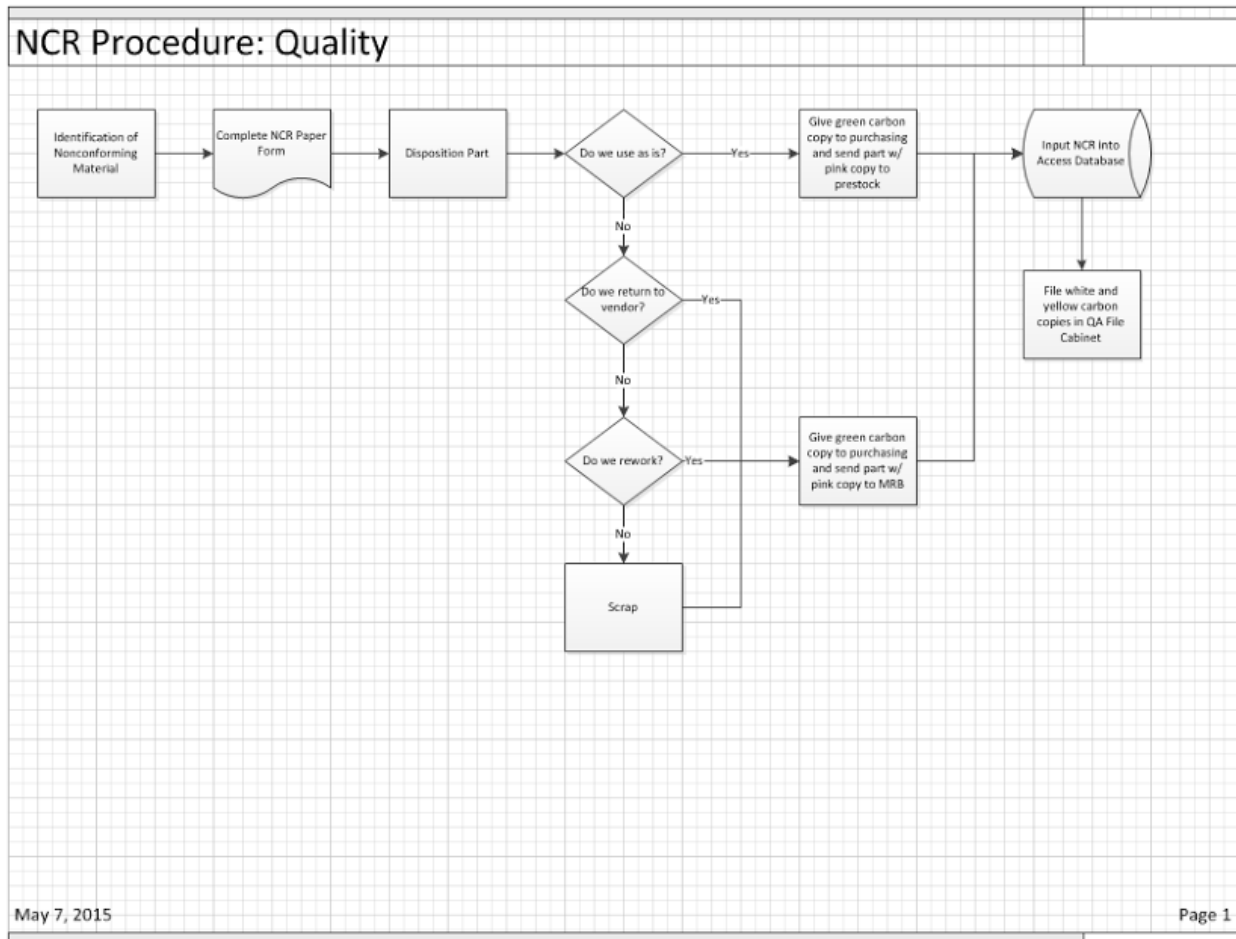 NCR Procedure: Quality
Identification of
Nonconforming
Material
Complete NCR Paper
Form
Disposition Part
Do we use as is?
Yes
Give green carbon
copy to purchasing
and send part w/
pink copy to
prestock
Input NCR into
Access Database
No
Do we return to
vendor?
Yes
File white and
yellow carbon
copies in QA File
Cabinet
No
Do we rework?
Yes
Give green carbon
copy to purchasing
and send part w/
pink copy to MRB
No
Scrap
May 7, 2015
Page 1